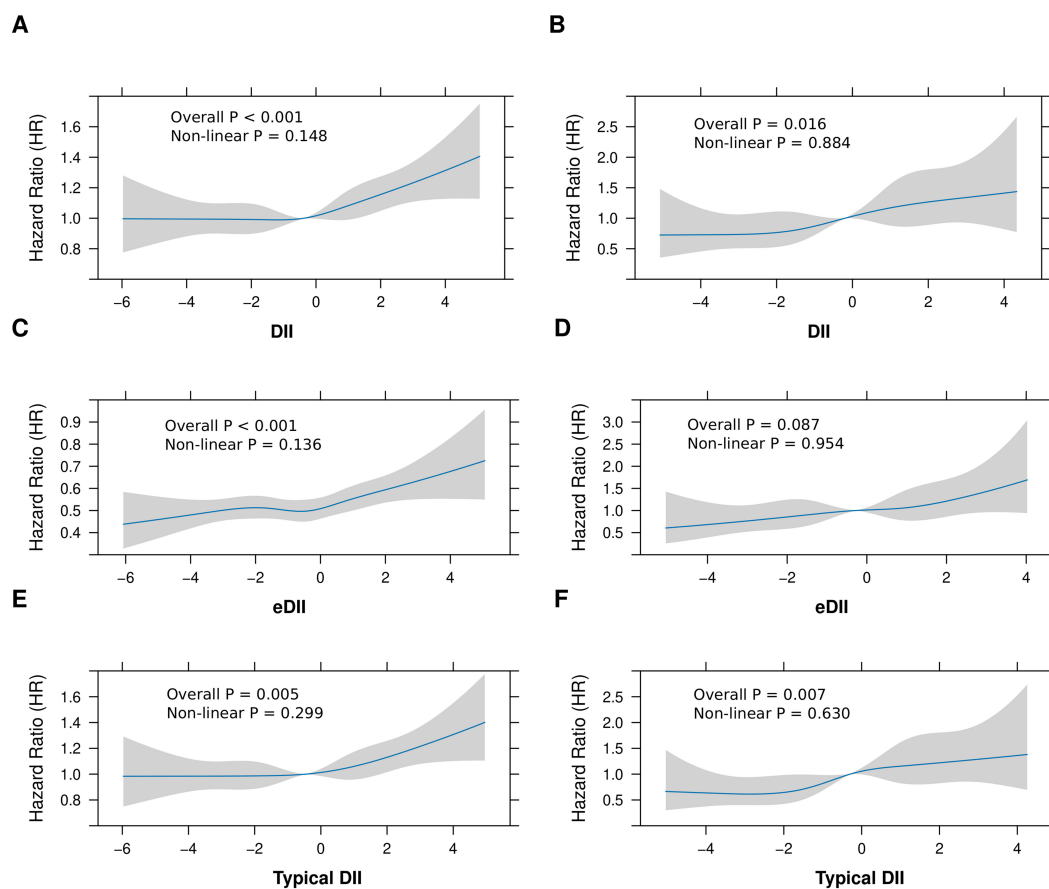 A
B
Hazard Ratio (HR)
1.6
1.4
1.2
1.0
0.8
Overall P < 0.001
Non-linear P = 0.148
−6
−4
−2
0
2
4
DII
Hazard Ratio (HR)
2.5
2.0
1.5
1.0
0.5
Overall P = 0.016
Non-linear P = 0.884
−4
−2
0
2
4
DII
C
D
Hazard Ratio (HR)
0.9
0.7
0.6
0.5
0.4
Overall P < 0.001
Non-linear P = 0.136
−6
−4
−2
0
2
4
eDII
Hazard Ratio (HR)
3.0
2.5
1.5
2.0
1.0
0.5
Overall P = 0.087
Non-linear P = 0.954
−4
−2
0
2
4
eDII
E
F
Hazard Ratio (HR)
1.6
1.4
1.2
1.0
0.8
Overall P = 0.005
Non-linear P = 0.299
−6
−4
−2
0
2
4
Typical DII
Hazard Ratio (HR)
2.5
2.0
1.5
1.0
0.5
Overall P = 0.007
Non-linear P = 0.630
−4
−2
0
2
4
Typical DII